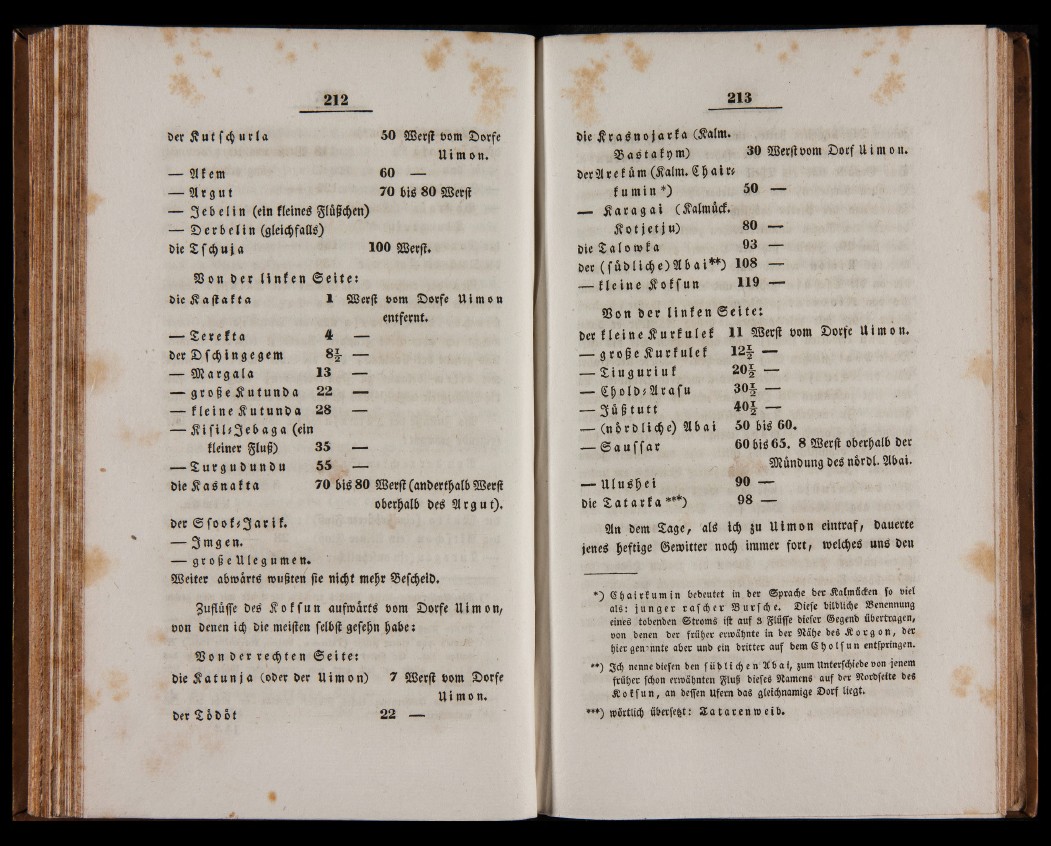 212
der Kutschurla 50 Werst vom Dorfe
Uimon.
— Akem 60 —
— Argut 70 bis 80 Werst
— Jebelin (ein kleines Flüßchen)
— Derbelin (gleichfalls)
die Tschuja 100 Werst.
Von der linken Seite:
die Kastakta 1 Werst vom Dorfe Uimon
entfernt.
— Terekta 4 —
der Dschingegem 8½ —
— Margala 13 —
— große Kutunda 22 —
— kleine Kutunda 28 —
— Kisil-Jebaga (ein
kleiner Fluß) 35 —
— Turgudundu 55 —
die Kasnakta 70 bis 80 Werst (anderthalb Werst
oberhalb des Argut).
der Ssook-Jarik.
— Imgen.
— große Ulegumen.
Weiter abwärts wußten sie nicht mehr Bescheid.
Zuflüsse des Koksun aufwärts vom Dorfe Uimon,
von denen ich die meisten selbst gesehn habe:
Von der rechten Seite:
die Katunja (oder der Uimon) 7 Werst vom Dorfe
Uimon.
der Tòdòt 22 —
213
die Krasnojarka (Kalm.
Bastakym) 30 Werst vom Dorf Uimon.
der Arekùm (Kalm. Chair-
kumin *) 50 —
— Karagai (Kalmück.
Kotjetju) 80 —
die Talowka 93 —
der (südliche) Abai **) 108 —
— kleine Koksun 119 —
Von der linken Seite:
der kleine Kurkulek 11 Werst vom Dorfe Uimon.
— große Kurkulek 12½ —
— Tiuguriuk 20½ —
— Chold-Arasu 30½ —
— Jüßtutt 40½ —
— (nördliche) Abai 50 bis 60.
— Saussar 60 bis 65. 8 Werst oberhalb der
Mündung des nördl. Abai.
— Ulushei 90 —
die Tatarka ***) 98 —
An dem Tage, als ich zu Uimon eintraf, dauerte
jenes heftige Gewitter noch immer fort, welches uns den
*) Chairkumin bedeutet in der Sprache der Kalmücken so viel
als: junger rascher Bursche. Diese bildliche Benennung
eines tobenden Stroms ist auf 3 Flüsse dieser Gegend übertragen,
von denen der früher erwähnte in der Nähe des Korgon, der
hier genannte aber und ein dritter auf dem Cholsun entspringen.
**) Ich nenne diesen den südlichen Abai, zum Unterschiede von jenem
früher schon erwähnten Fluß dieses Namens auf der Nordseite des
Koksun, an dessen Ufern das gleichnamige Dorf liegt.
***) wörtlich übersetzt: Tatarenweib.